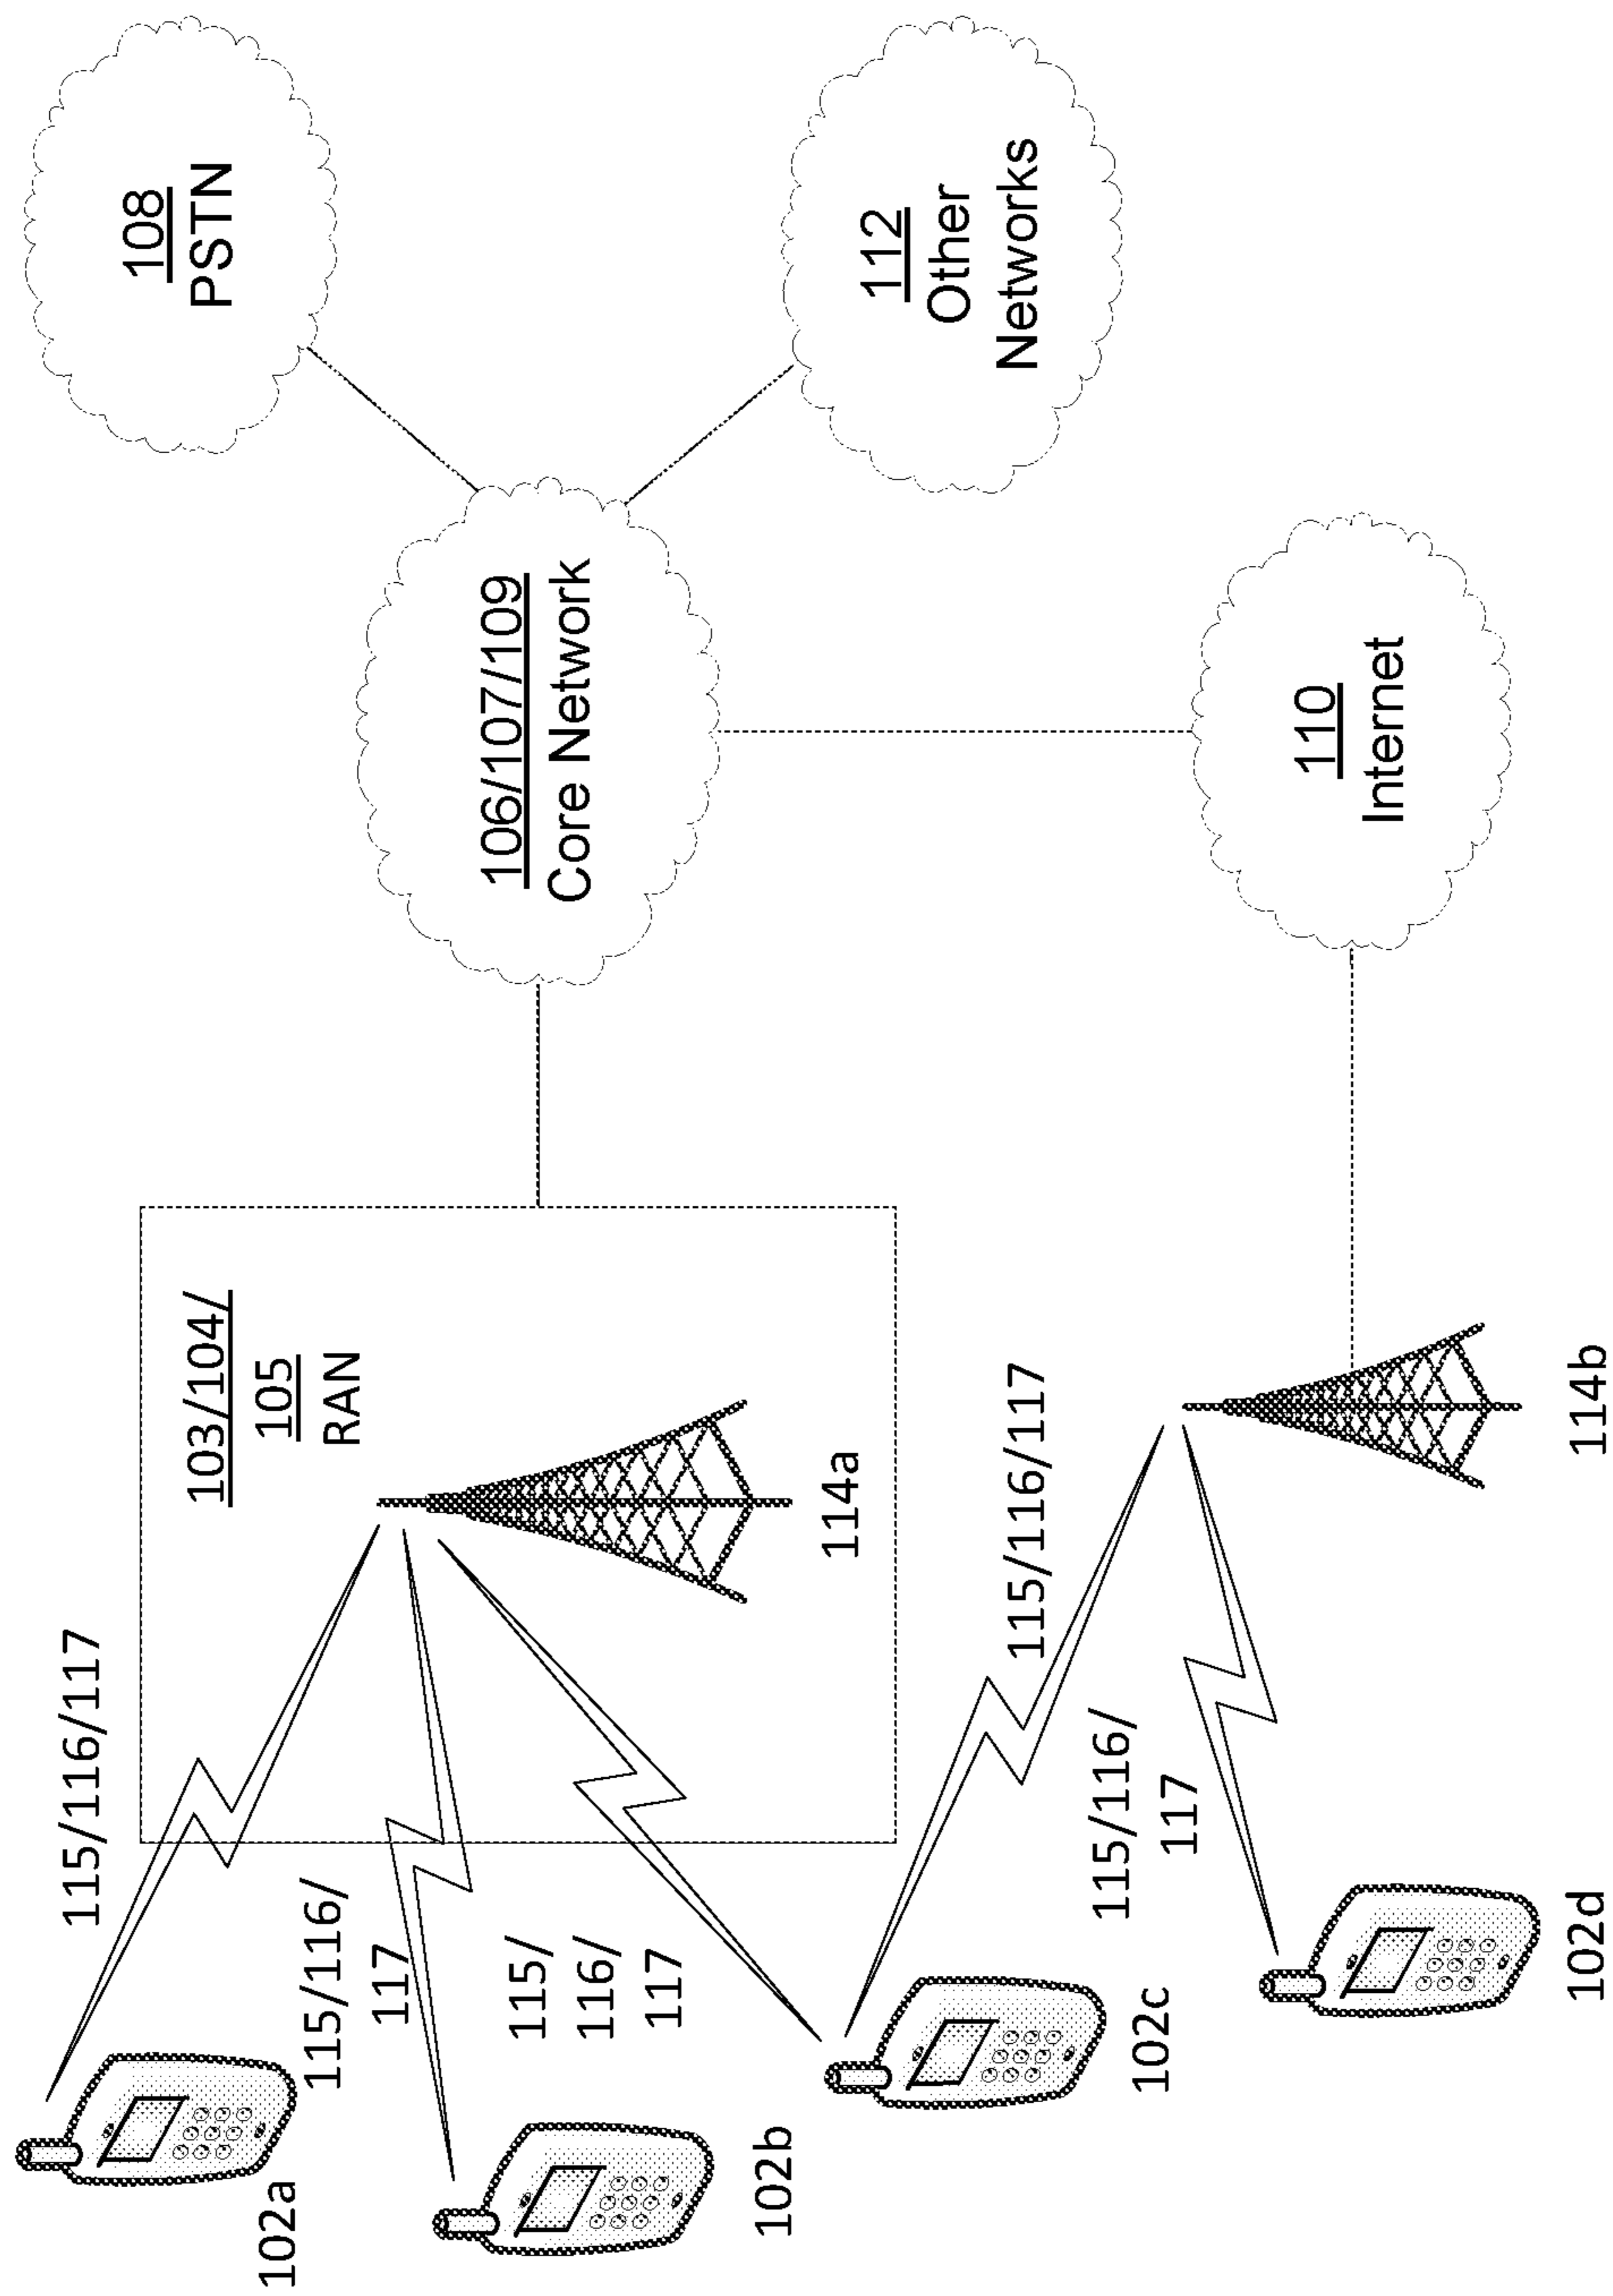 115/116/117
102a
103/104/
105
RAN
114a
115/116/
117
102b
115/
116/
117
102c
115/116/117
115/116/
117
102d
114b
106/107/109
Core Network
108
PSTN
112
Other
Networks
110
Internet